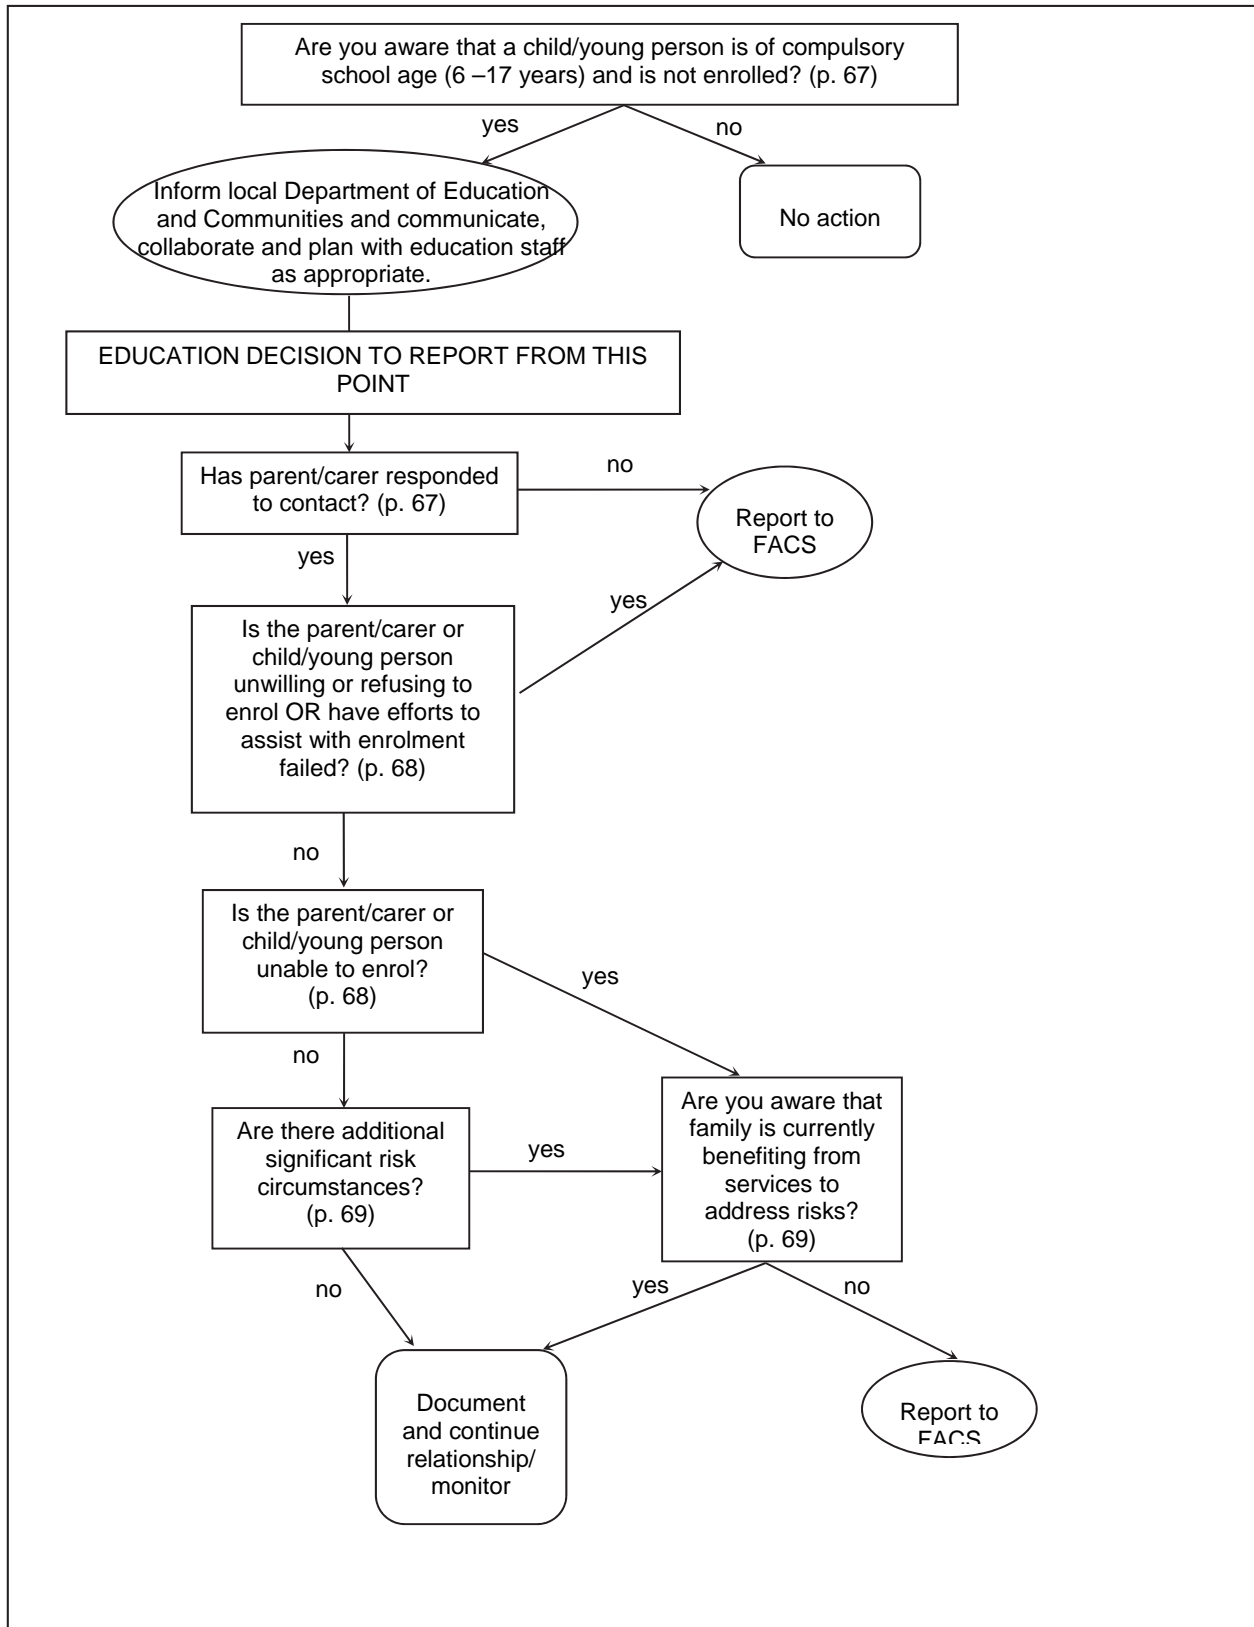 Are you aware that a child/young person is of compulsory
school age (6 –17 years) and is not enrolled? (p. 67)
yes
no
Inform local Department of Education
and Communities and communicate,
collaborate and plan with education staff
as appropriate.
No action
EDUCATION DECISION TO REPORT FROM THIS
POINT
Has parent/carer responded
to contact? (p. 67)
no
Report to
FACS
yes
yes
Is the parent/carer or
child/young person
unwilling or refusing to
enrol OR have efforts to
assist with enrolment
failed? (p. 68)
no
Is the parent/carer or
child/young person
unable to enrol?
(p. 68)
yes
no
Are there additional
significant risk
circumstances?
(p. 69)
yes
Are you aware that
family is currently
benefiting from
services to
address risks?
(p. 69)
no
yes
no
Document
and continue
relationship/
monitor
Report to
FACS